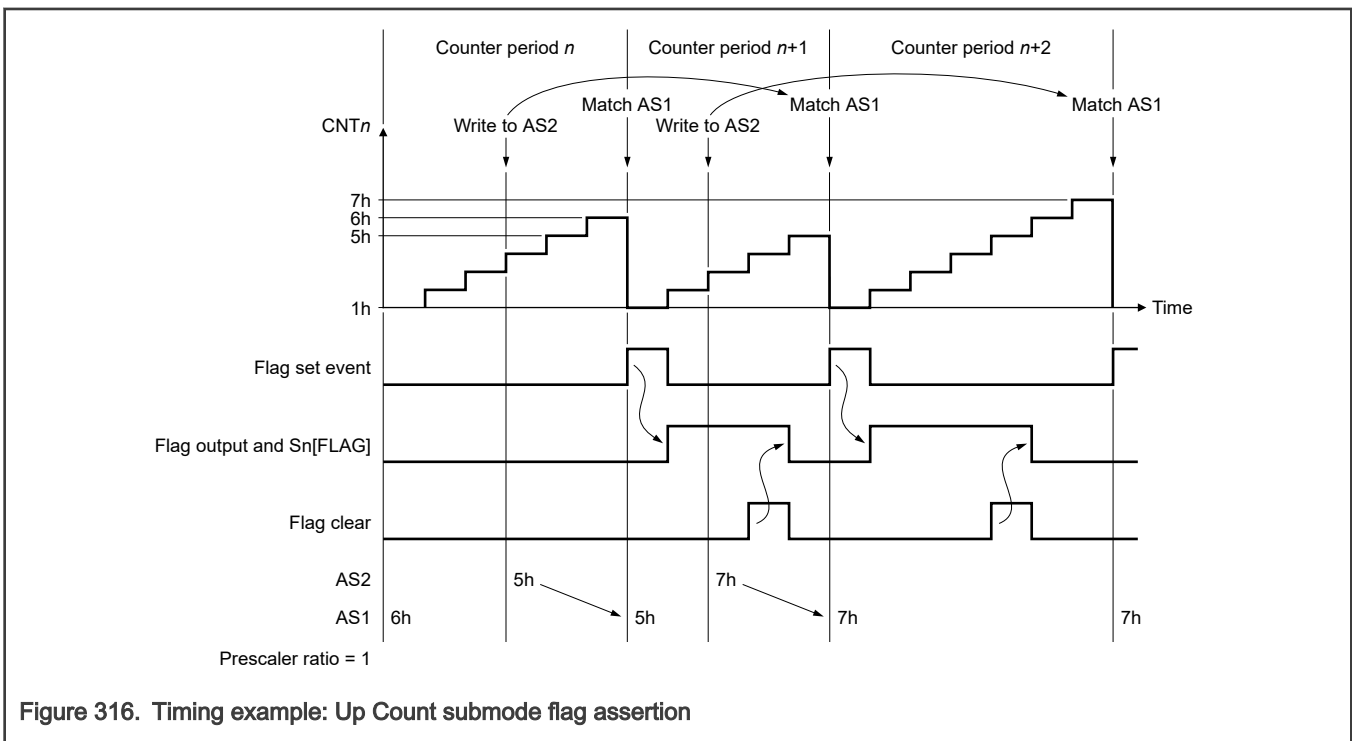 Counter period n
Counter period n+1
Counter period n+2
Match AS1
Match AS1
Match AS1
CNTn
Write to AS2
Write to AS2
7h
6h
5h
1h
Time
Flag set event
Flag output and Sn[FLAG]
Flag clear
AS2
5h
7h
AS1
6h
5h
7h
7h
Prescaler ratio = 1
Figure 316. Timing example: Up Count submode flag assertion